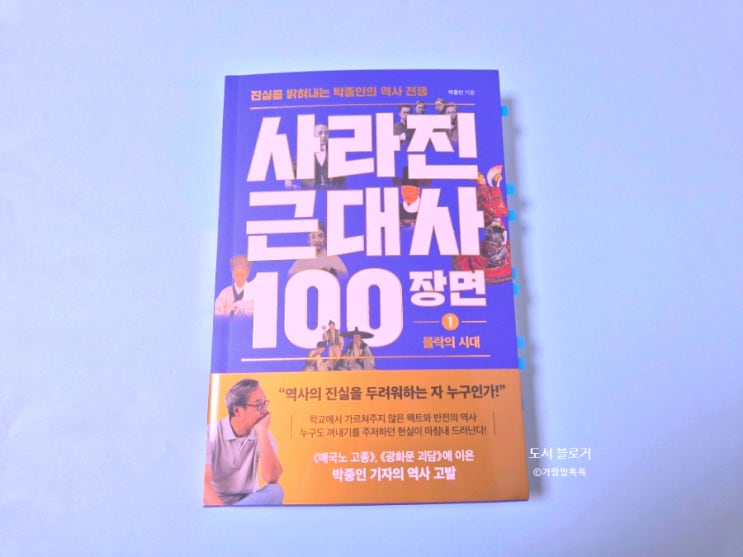 진실을 밝혀내는 박종인의 역사 전쟁
박종인 지음
사라진
근대사
100장면
1
몰락의 시대
“역사의 진실을 두려워하는 자 누구인가!”
학교에서 가르쳐주지 않은 팩트와 반전의 역사
누구도 꺼내기를 주저하던 현실이 마침내 드러난다!
《매국노 고종》, 《광화문 괴담》에 이은
박종인 기자의 역사 고발
도서 블로거
©가랑맘톡톡